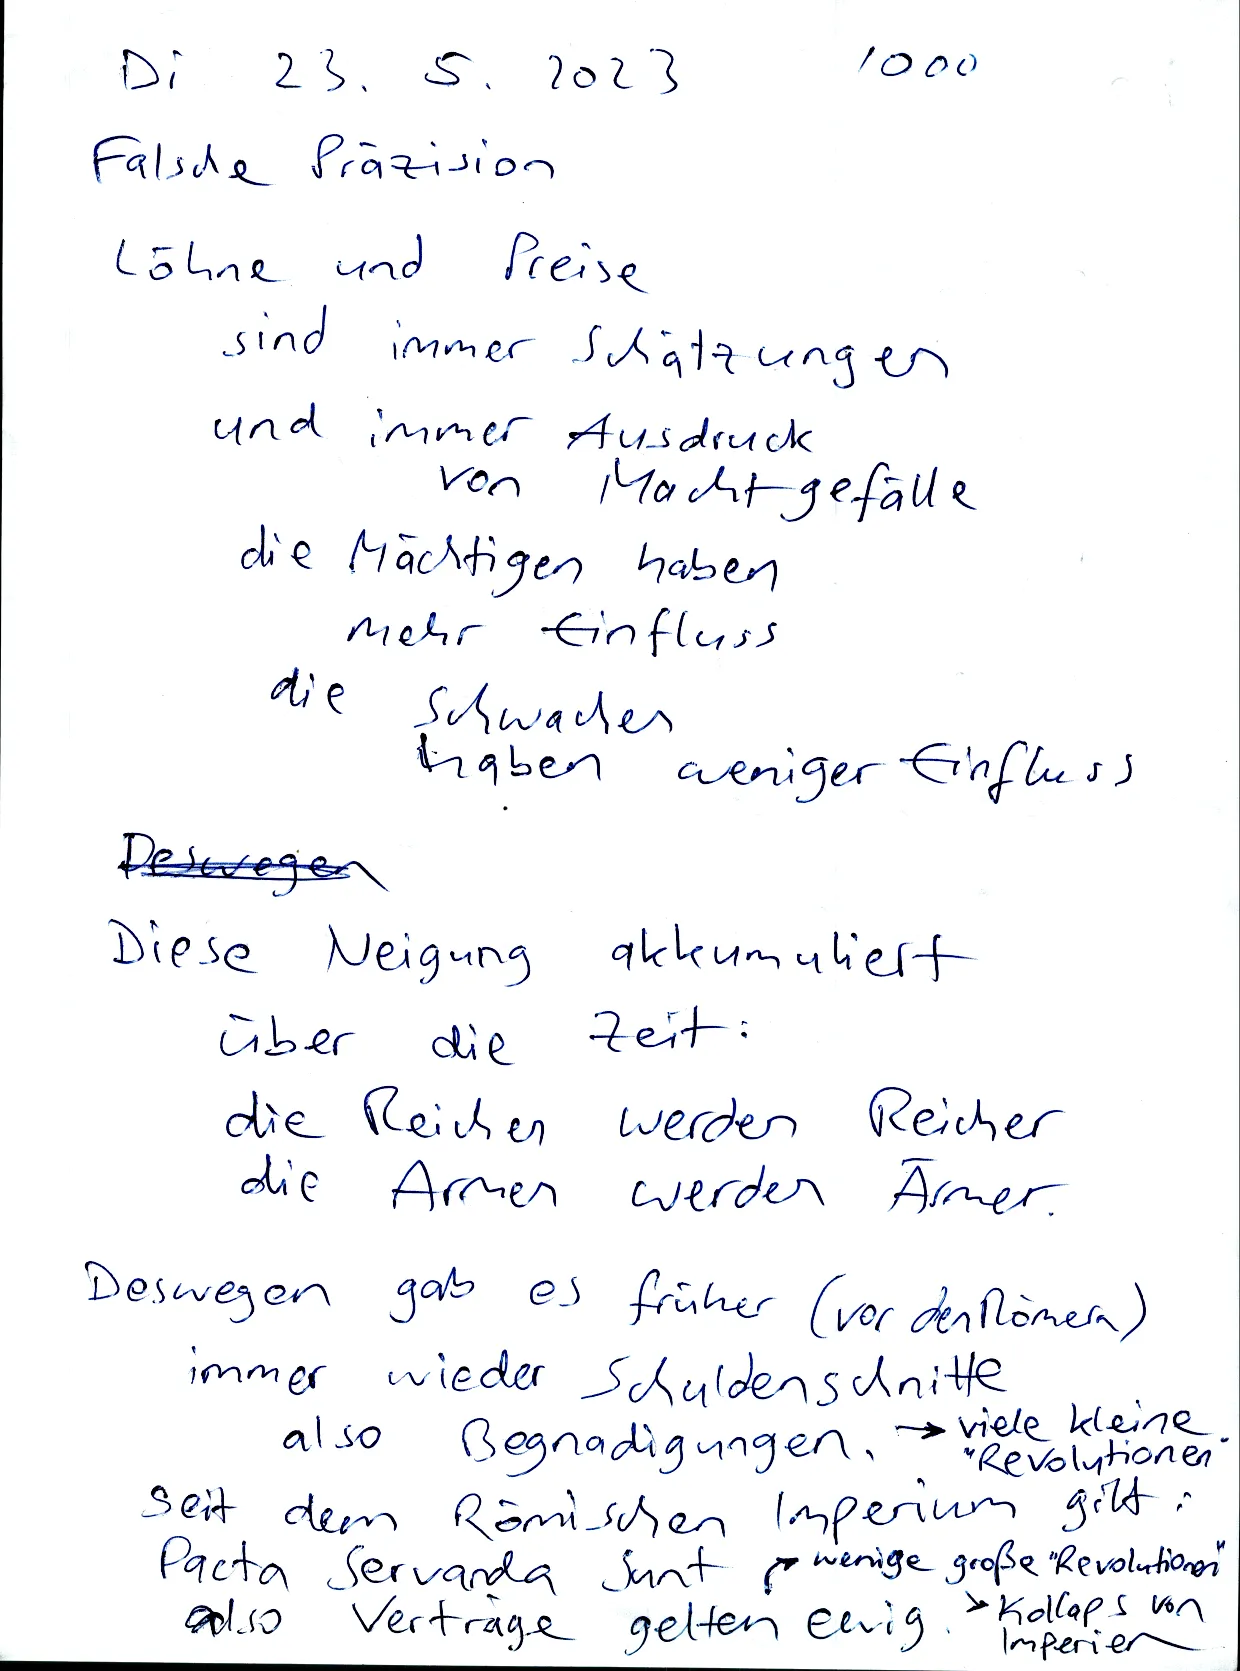 Di 23. 5. 2023 1000
Falsche Präzision
Löhne und Preise
sind immer Schätzungen
und immer Ausdruck
von Machtgefälle
die Mächtigen haben
mehr Einfluss
die Schwachen
haben weniger Einfluss
Deswegen
Diese Neigung akkumuliert
über die Zeit:
die Reichen werden Reicher
die Armen werden Ärmer.
Deswegen gab es früher (vor den Römern)
immer wieder Schuldenschnitte
also Begnadigungen. → viele kleine
"Revolutionen"
Seit dem Römischen Imperium gilt:
Pacta Servanda Sunt → wenige große "Revolutionen"
also Verträge gelten ewig. → Kollaps von
Imperien